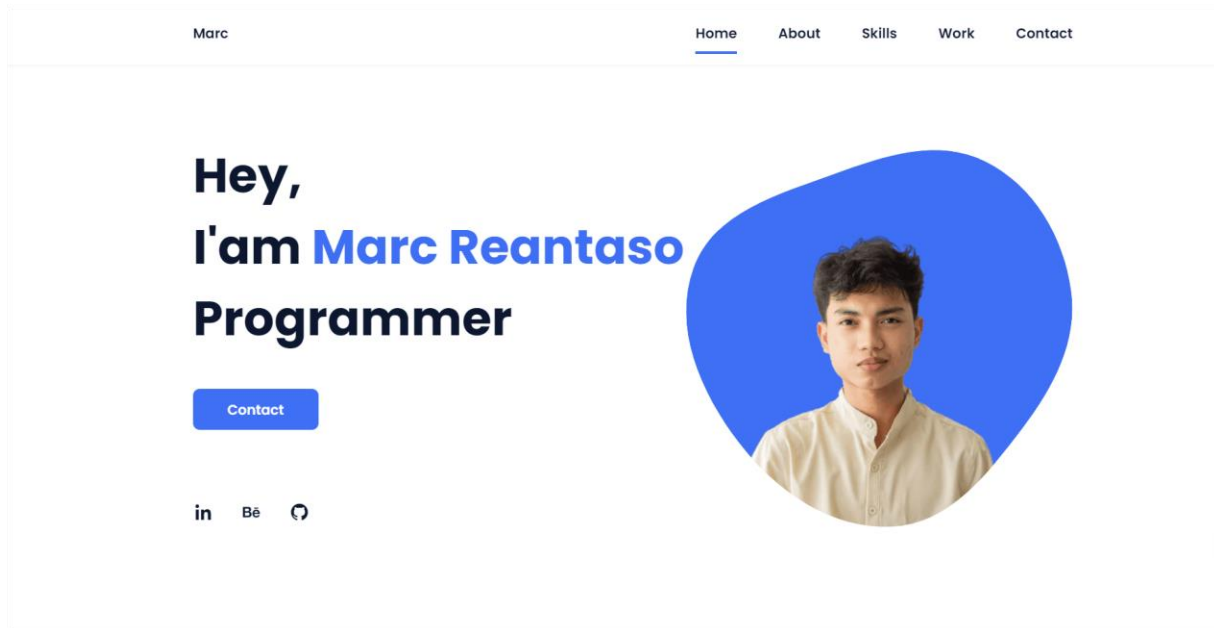 Marc
Home About Skills Work Contact
Hey,
I'am Marc Reantaso
Programmer
Contact
in Bē